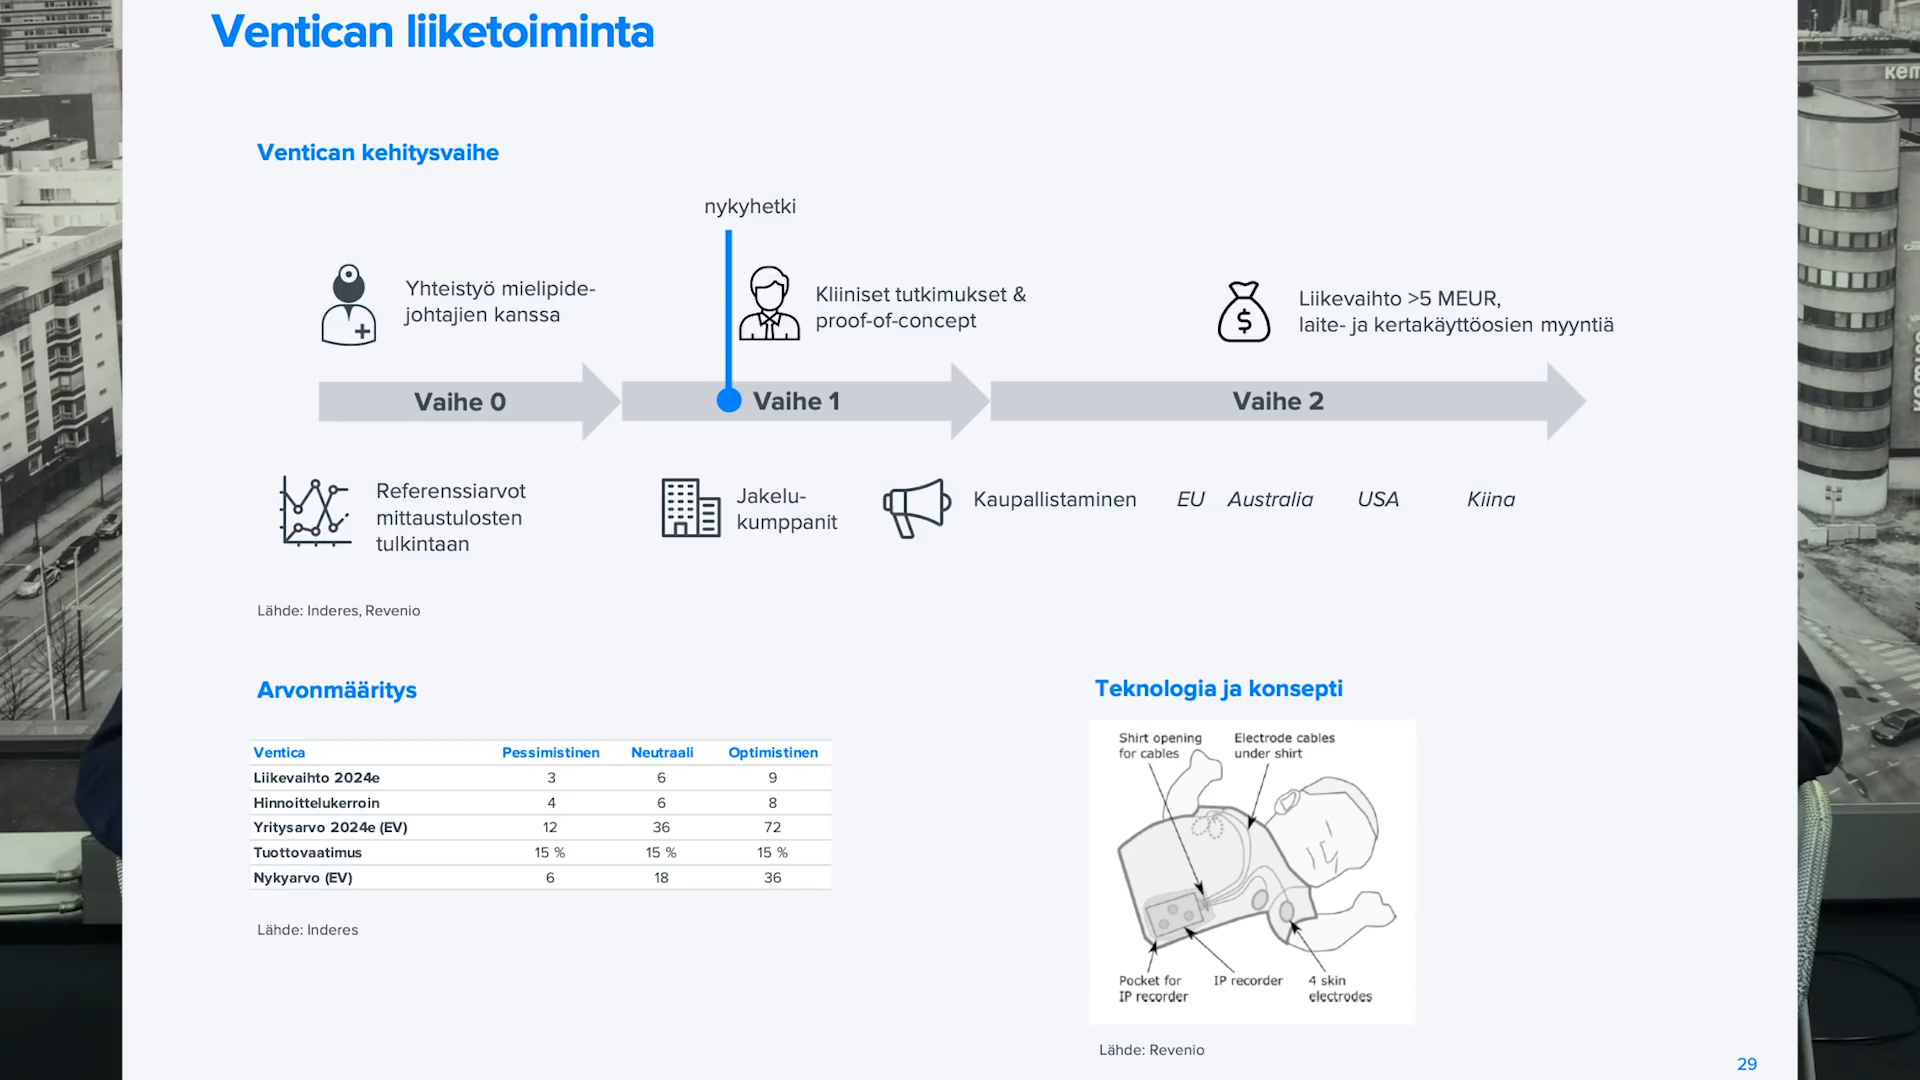 Ventican liiketoiminta
Ventican kehitysvaihe
nykyhetki
Yhteistyö mielipide-
johtajien kanssa
Kliiniset tutkimukset &
proof-of-concept
Liikevaihto >5 MEUR,
laite- ja kertakäyttöosien myyntiä
Vaihe 0
Vaihe 1
Vaihe 2
Referenssiarvot
mittaustulosten
tulkintaan
Jakelu-
kumppanit
Kaupallistaminen
EU
Australia
USA
Kiina
Lähde: Inderes, Revenio
Arvonmääritys
Ventica Pessimistinen Neutraali Optimistinen
Liikevaihto 2024e 3 6 9
Hinnoittelukerroin 4 6 8
Yritysarvo 2024e (EV) 12 36 72
Tuottovaatimus 15 % 15 % 15 %
Nykyarvo (EV) 6 18 36
Lähde: Inderes
Teknologia ja konsepti
Shirt opening
for cables
Electrode cables
under shirt
Pocket for
IP recorder
IP recorder
4 skin
electrodes
Lähde: Revenio
29